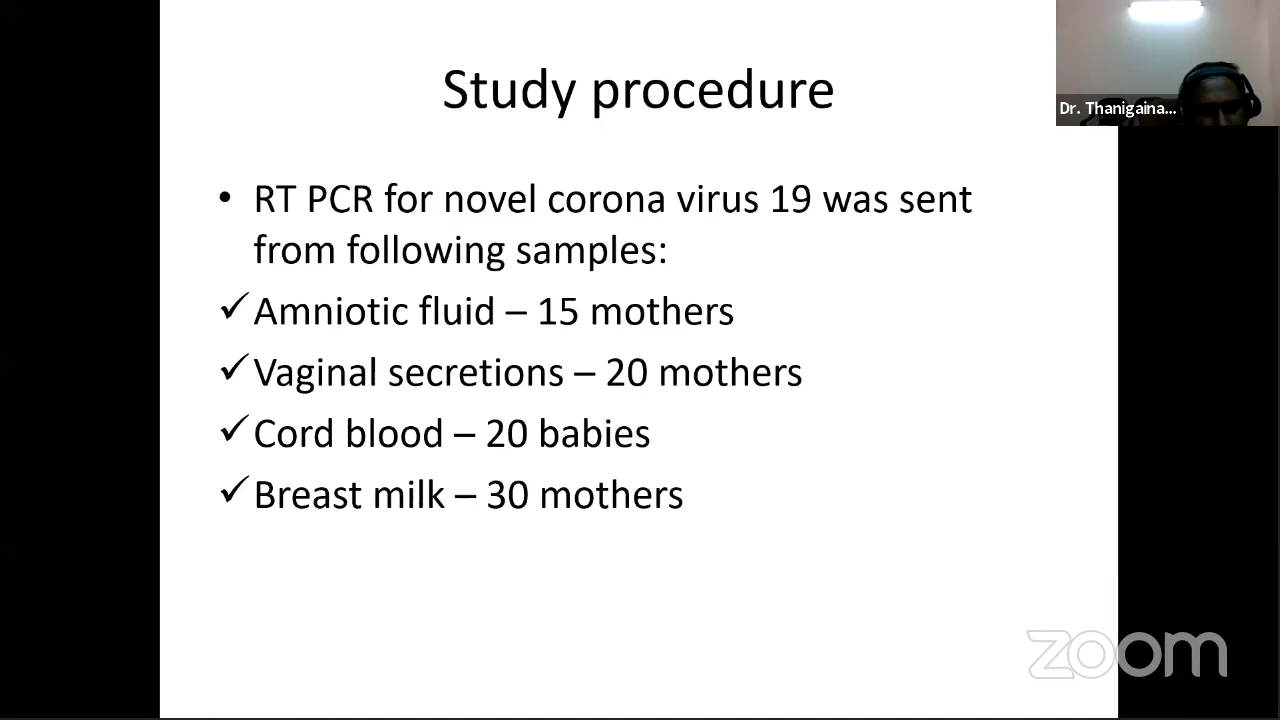 Study procedure
Dr. Thanigaina...
• RT PCR for novel corona virus 19 was sent
from following samples:
✓ Amniotic fluid – 15 mothers
✓ Vaginal secretions – 20 mothers
✓ Cord blood – 20 babies
✓ Breast milk – 30 mothers
zoom